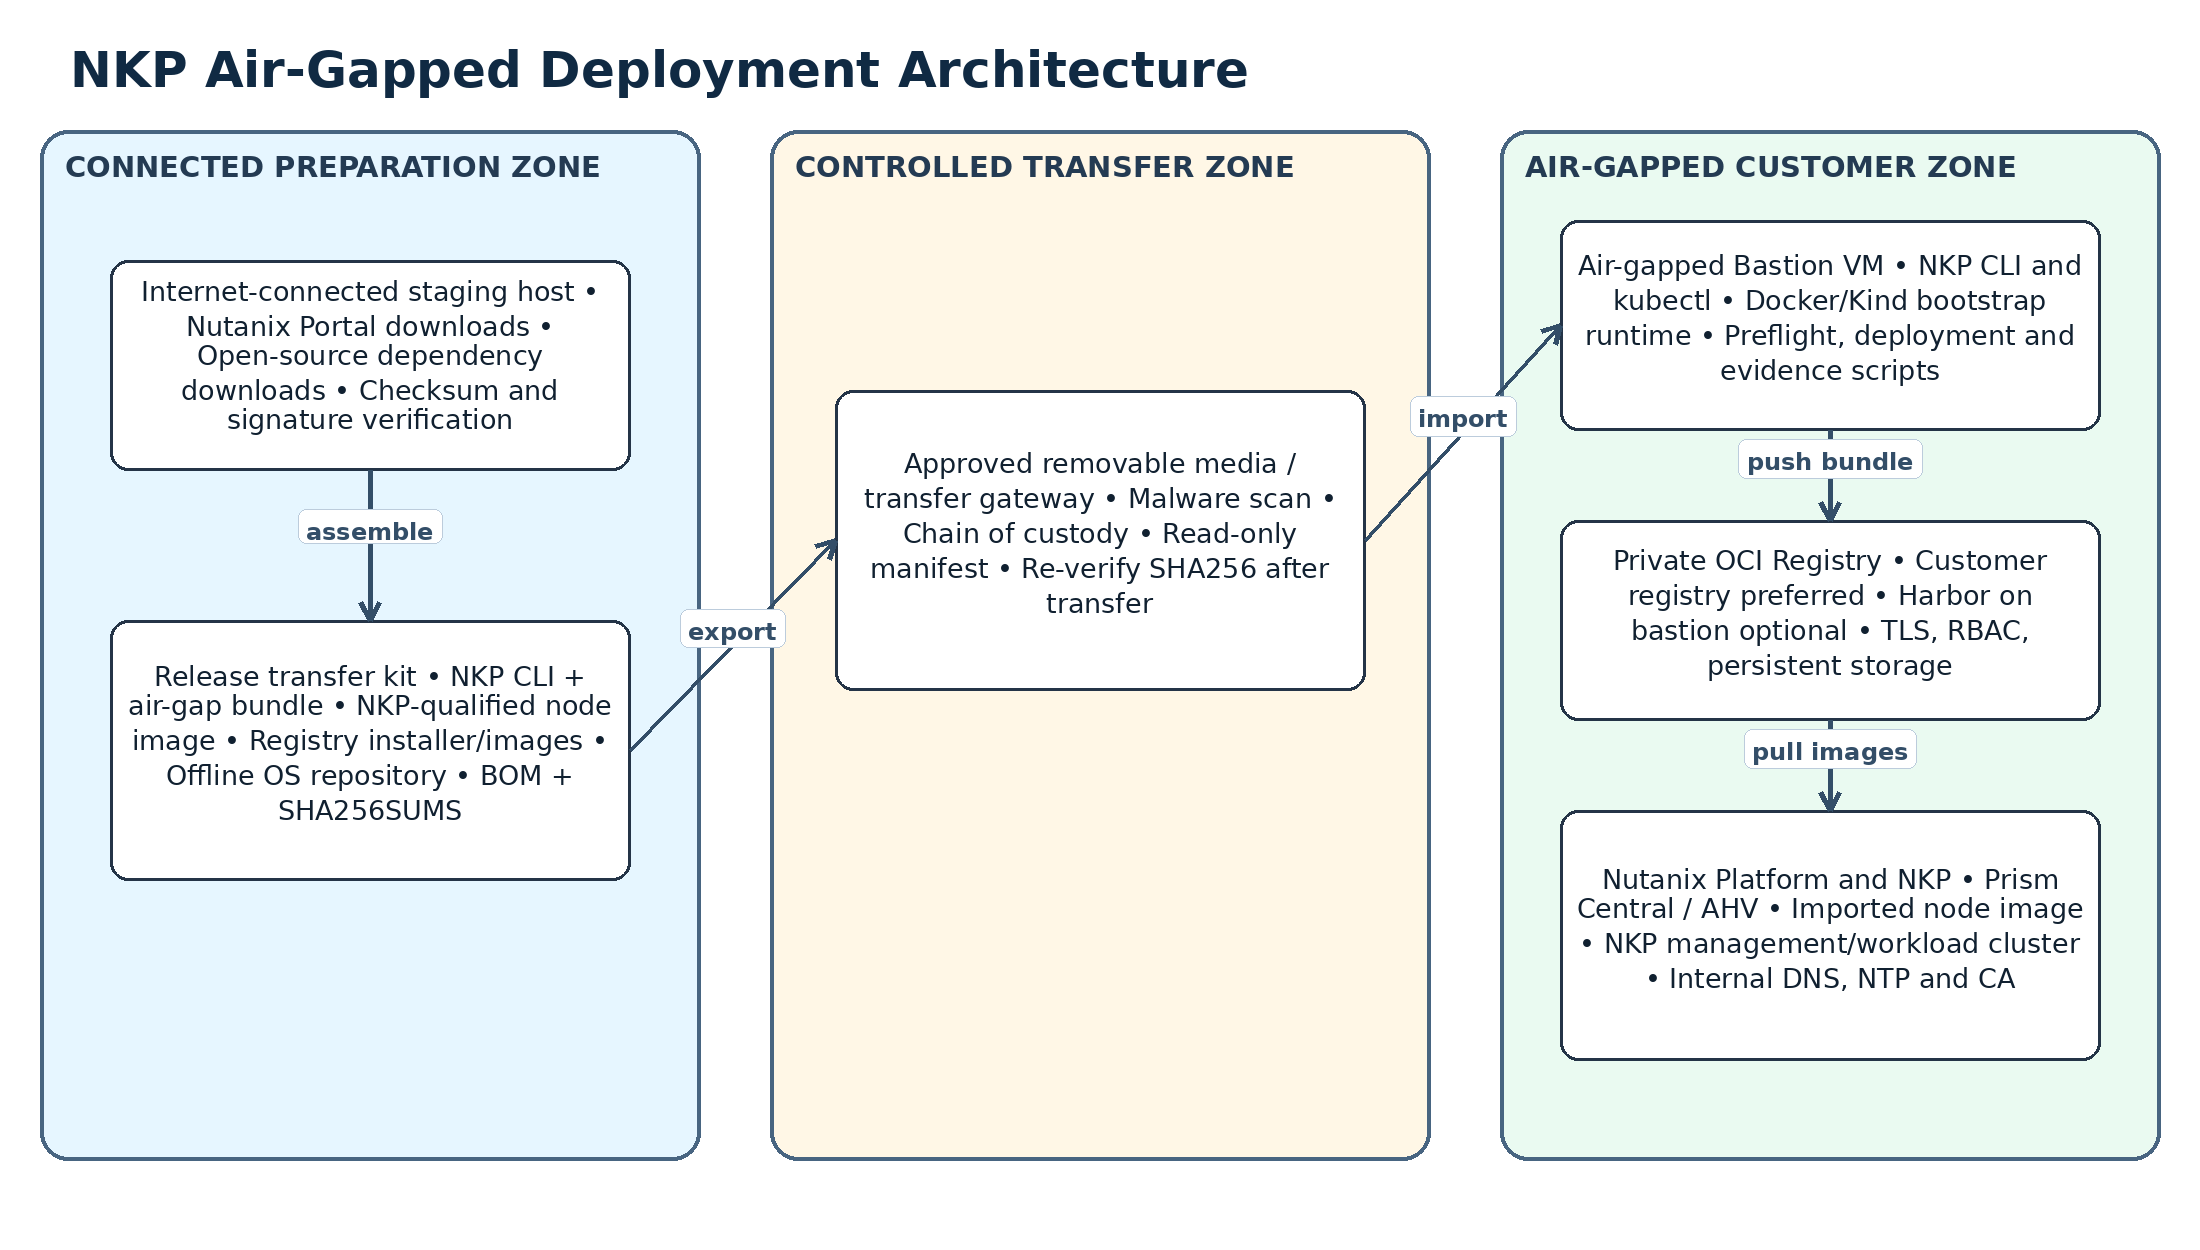 NKP Air-Gapped Deployment Architecture
CONNECTED PREPARATION ZONE
Internet-connected staging host •
Nutanix Portal downloads •
Open-source dependency
downloads • Checksum and
signature verification
assemble
Release transfer kit • NKP CLI +
air-gap bundle • NKP-qualified node
image • Registry installer/images •
Offline OS repository • BOM +
SHA256SUMS
export
CONTROLLED TRANSFER ZONE
Approved removable media /
transfer gateway • Malware scan •
Chain of custody • Read-only
manifest • Re-verify SHA256 after
transfer
import
AIR-GAPPED CUSTOMER ZONE
Air-gapped Bastion VM • NKP CLI and
kubectl • Docker/Kind bootstrap
runtime • Preflight, deployment and
evidence scripts
push bundle
Private OCI Registry • Customer
registry preferred • Harbor on
bastion optional • TLS, RBAC,
persistent storage
pull images
Nutanix Platform and NKP • Prism
Central / AHV • Imported node image
• NKP management/workload cluster
• Internal DNS, NTP and CA